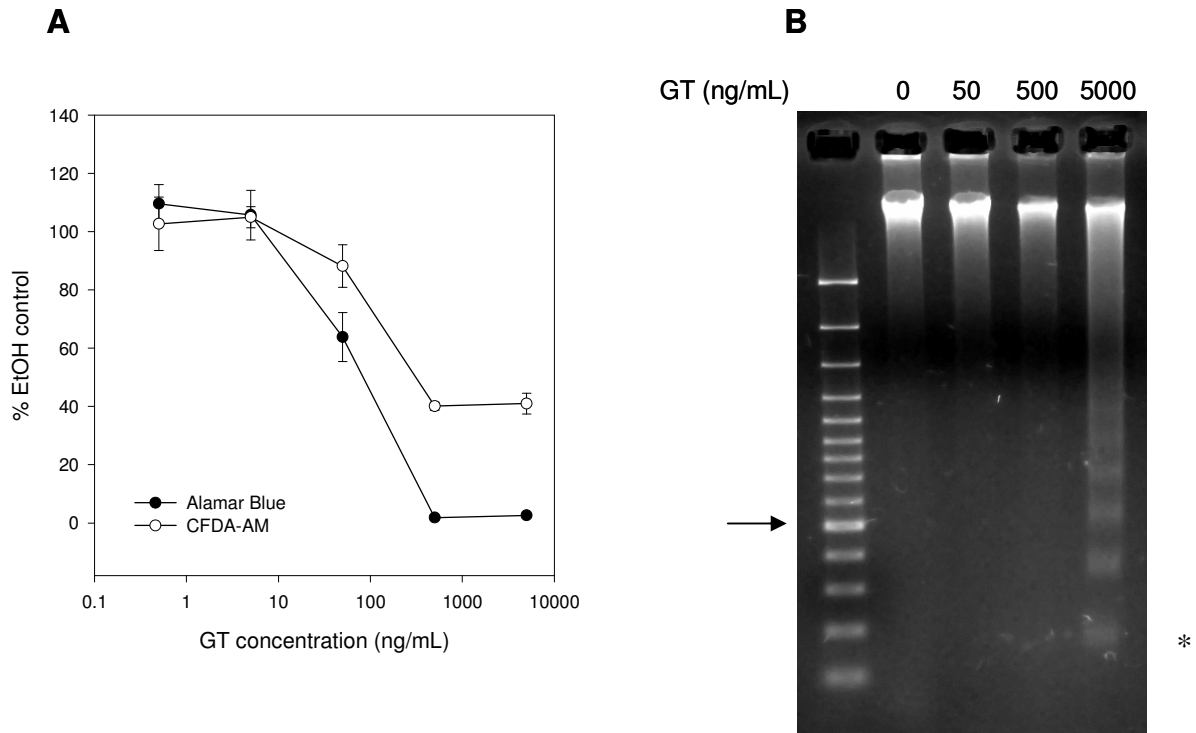 A
140
120
100
80
60
40
20
0
% EtOH control
Alamar Blue
CFDA-AM
0.1 1 10 100 1000 10000
GT concentration (ng/mL)
B
GT (ng/mL) 0 50 500 5000
*